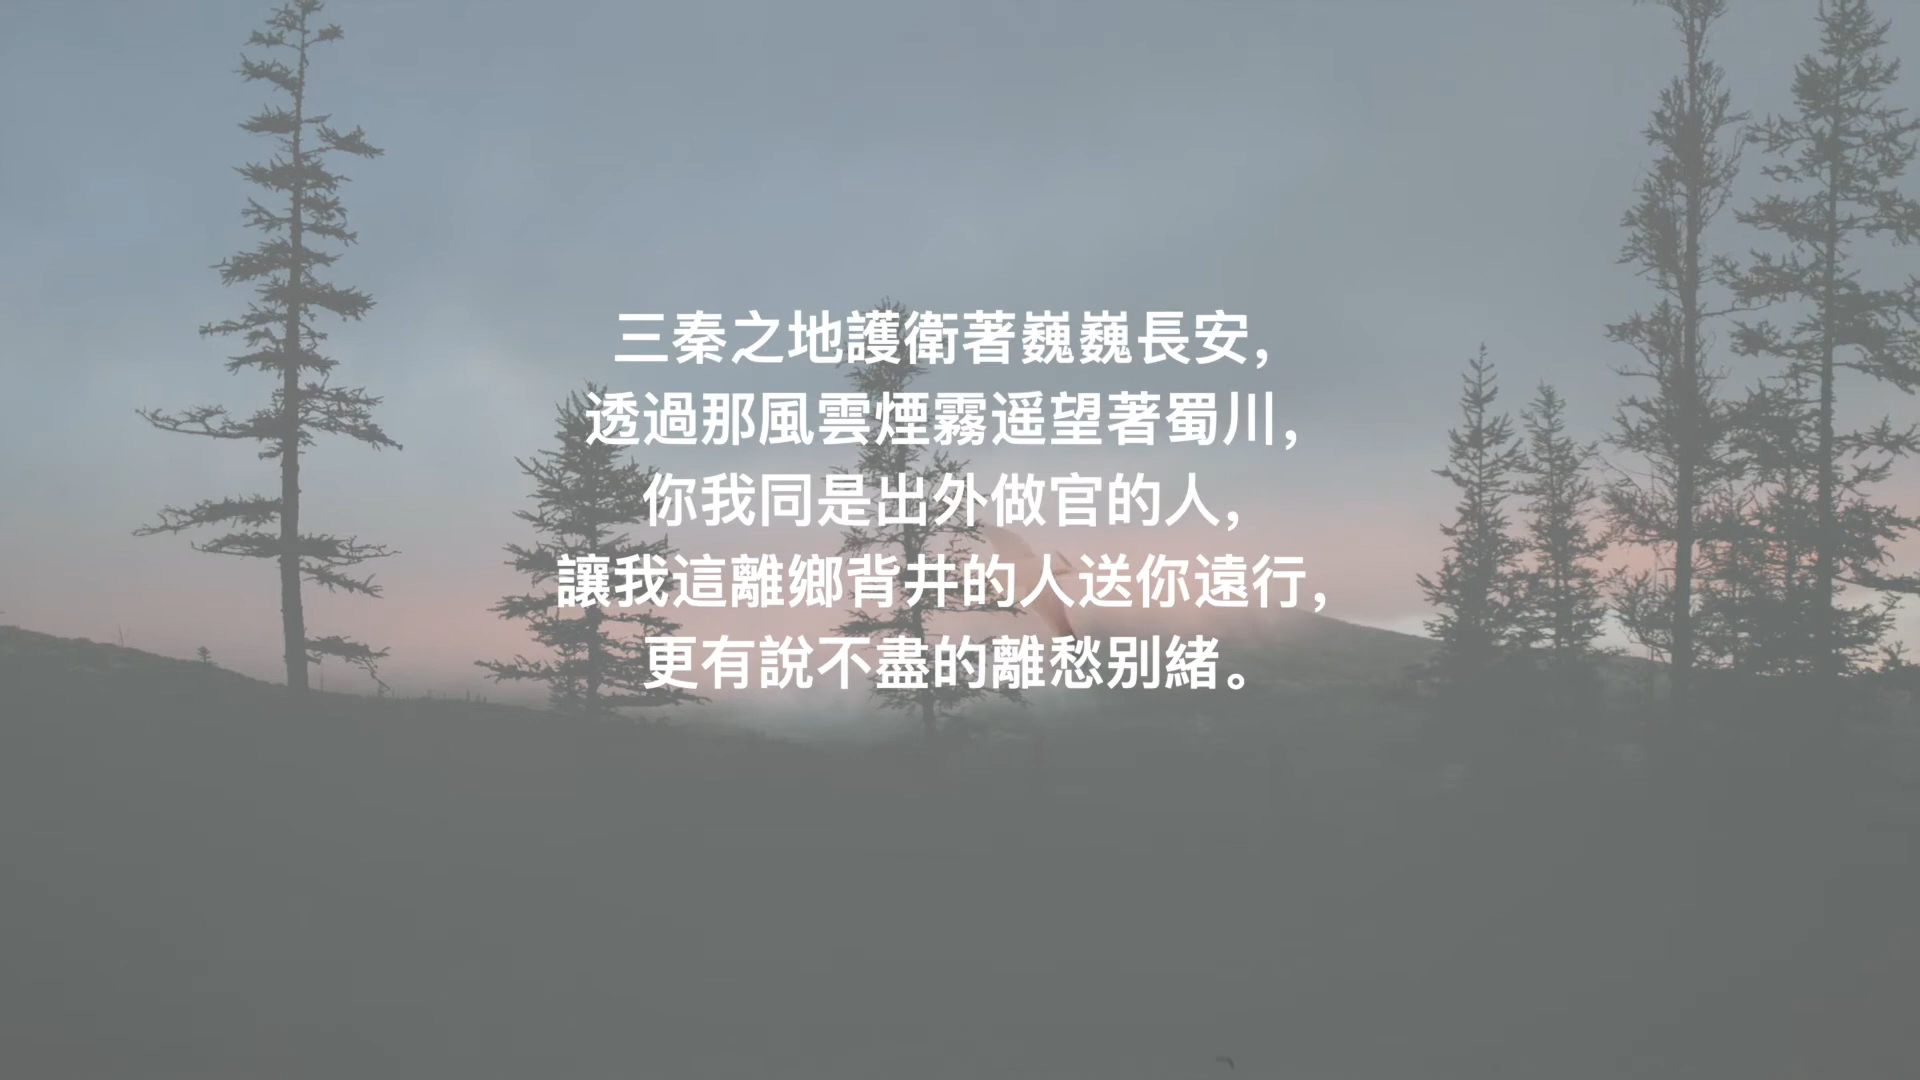 三秦之地護衛著巍巍長安，
透過那風雲煙霧遥望著蜀川，
你我同是出外做官的人，
讓我這離鄉背井的人送你遠行，
更有說不盡的離愁别緒。